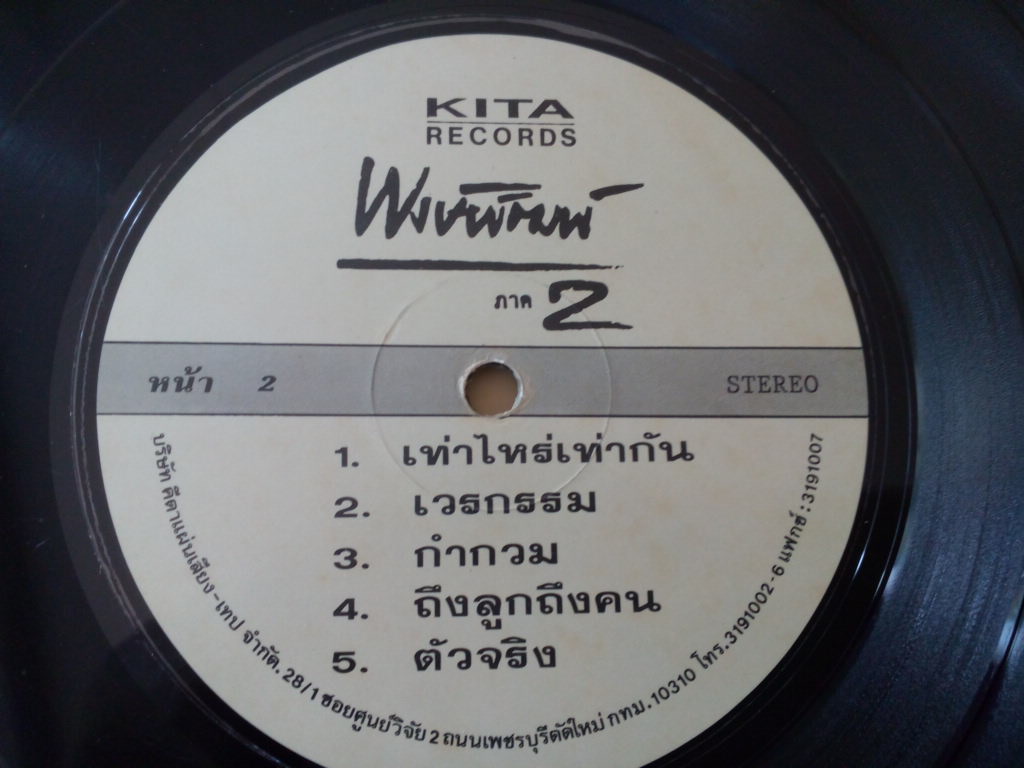 KITA
RECORDS
พงษ์พัฒน์
ภาค 2
หน้า 2
STEREO
1. เท่าไหร่เท่ากัน
2. เวรกรรม
3. กำกวม
4. ถึงลูกถึงคน
5. ตัวจริง
บริษัท คีตาแผ่นเสียง-เทป จำกัด. 28/1 ซอยศูนย์วิจัย 2 ถนนเพชรบุรีตัดใหม่ กทม. 10310 โทร. 3191002-6 แฟกซ์ : 3191007